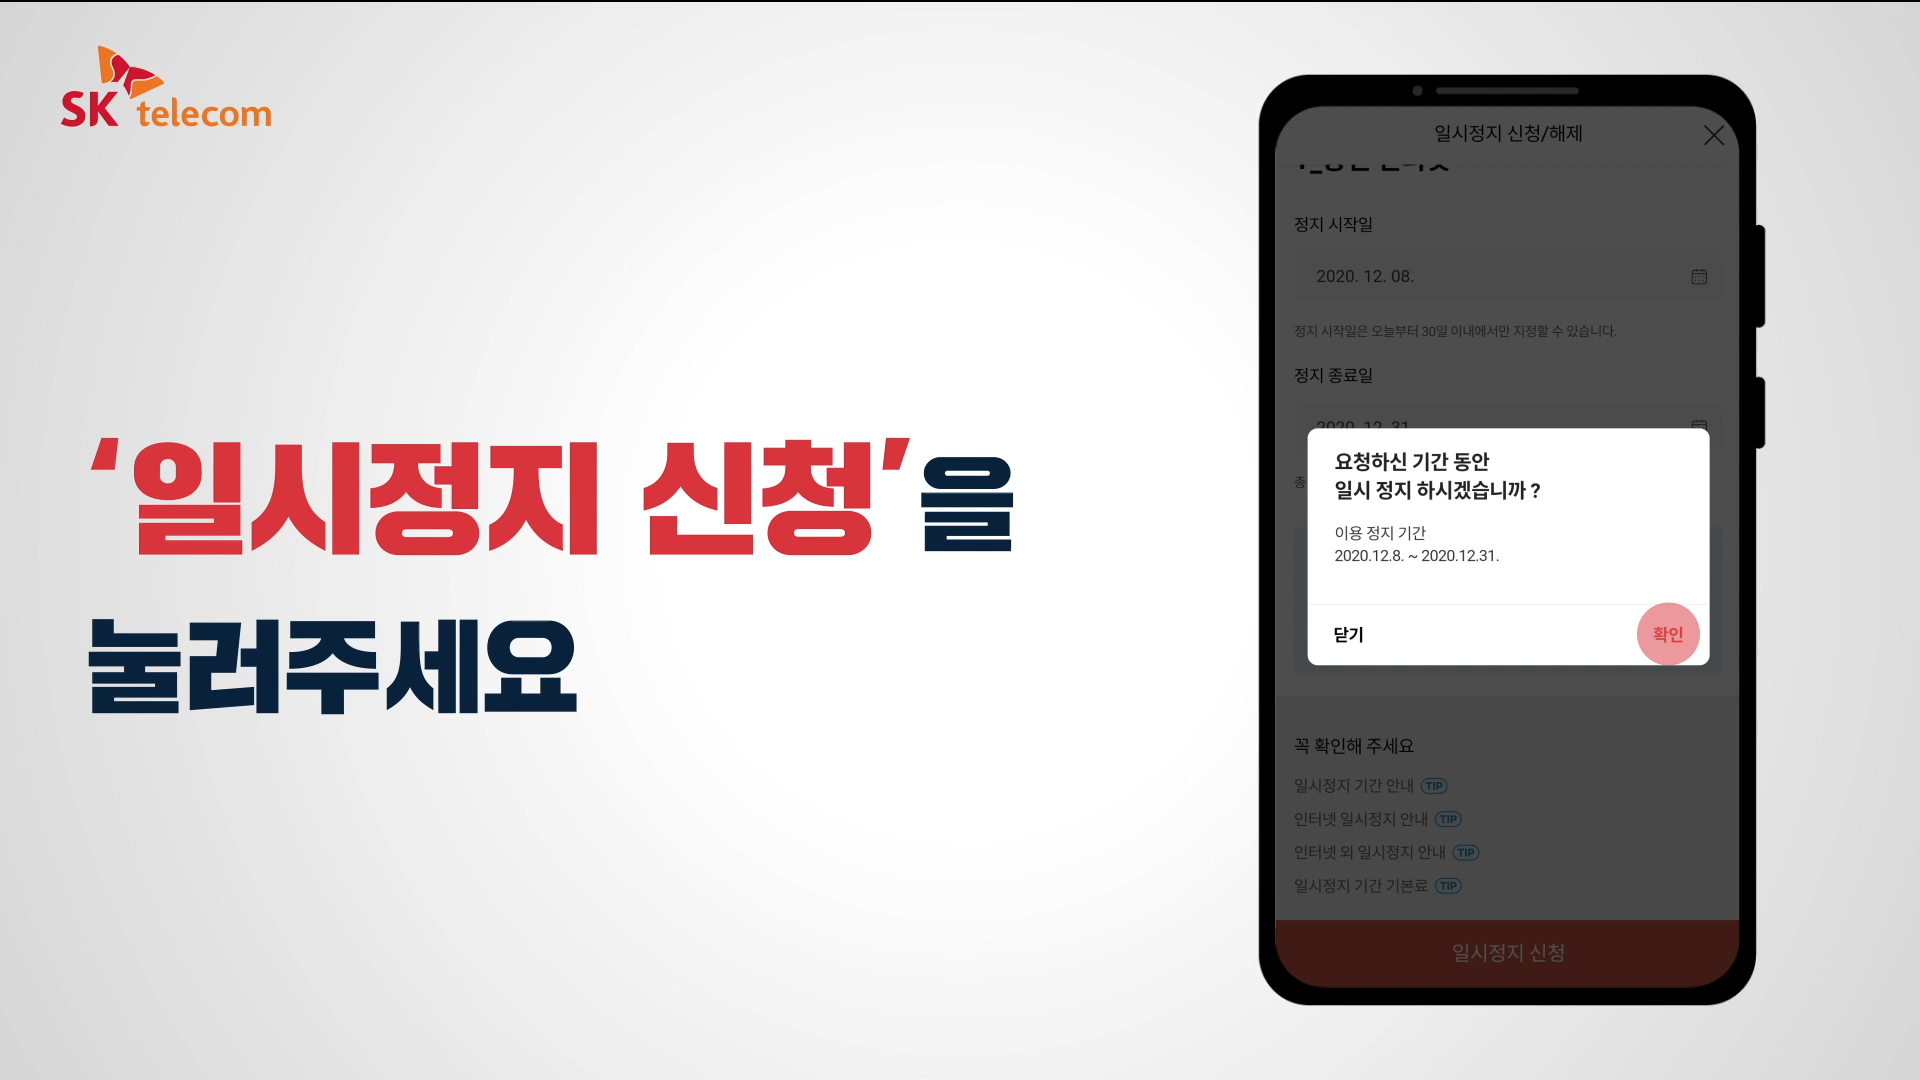 SK telecom
‘일시정지 신청’을
눌러주세요
일시정지 신청/해제
정지 시작일
2020. 12. 08.
정지 시작일은 오늘부터 30일 이내에서만 지정할 수 있습니다.
정지 종료일
2020. 12. 31.
종
요청하신 기간 동안
일시 정지 하시겠습니까?
이용 정지 기간
2020.12.8. ~ 2020.12.31.
닫기 확인
꼭 확인해 주세요
일시정지 기간 안내 TIP
인터넷 일시정지 안내 TIP
인터넷 외 일시정지 안내 TIP
일시정지 기간 기본료 TIP
일시정지 신청